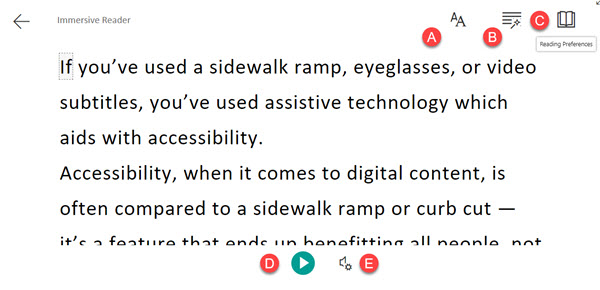 Immersive Reader
A
AA
B
C
Reading Preferences
If you’ve used a sidewalk ramp, eyeglasses, or video
subtitles, you’ve used assistive technology which
aids with accessibility.
Accessibility, when it comes to digital content, is
often compared to a sidewalk ramp or curb cut —
it’s a feature that ends up benefitting all people, not
D
E